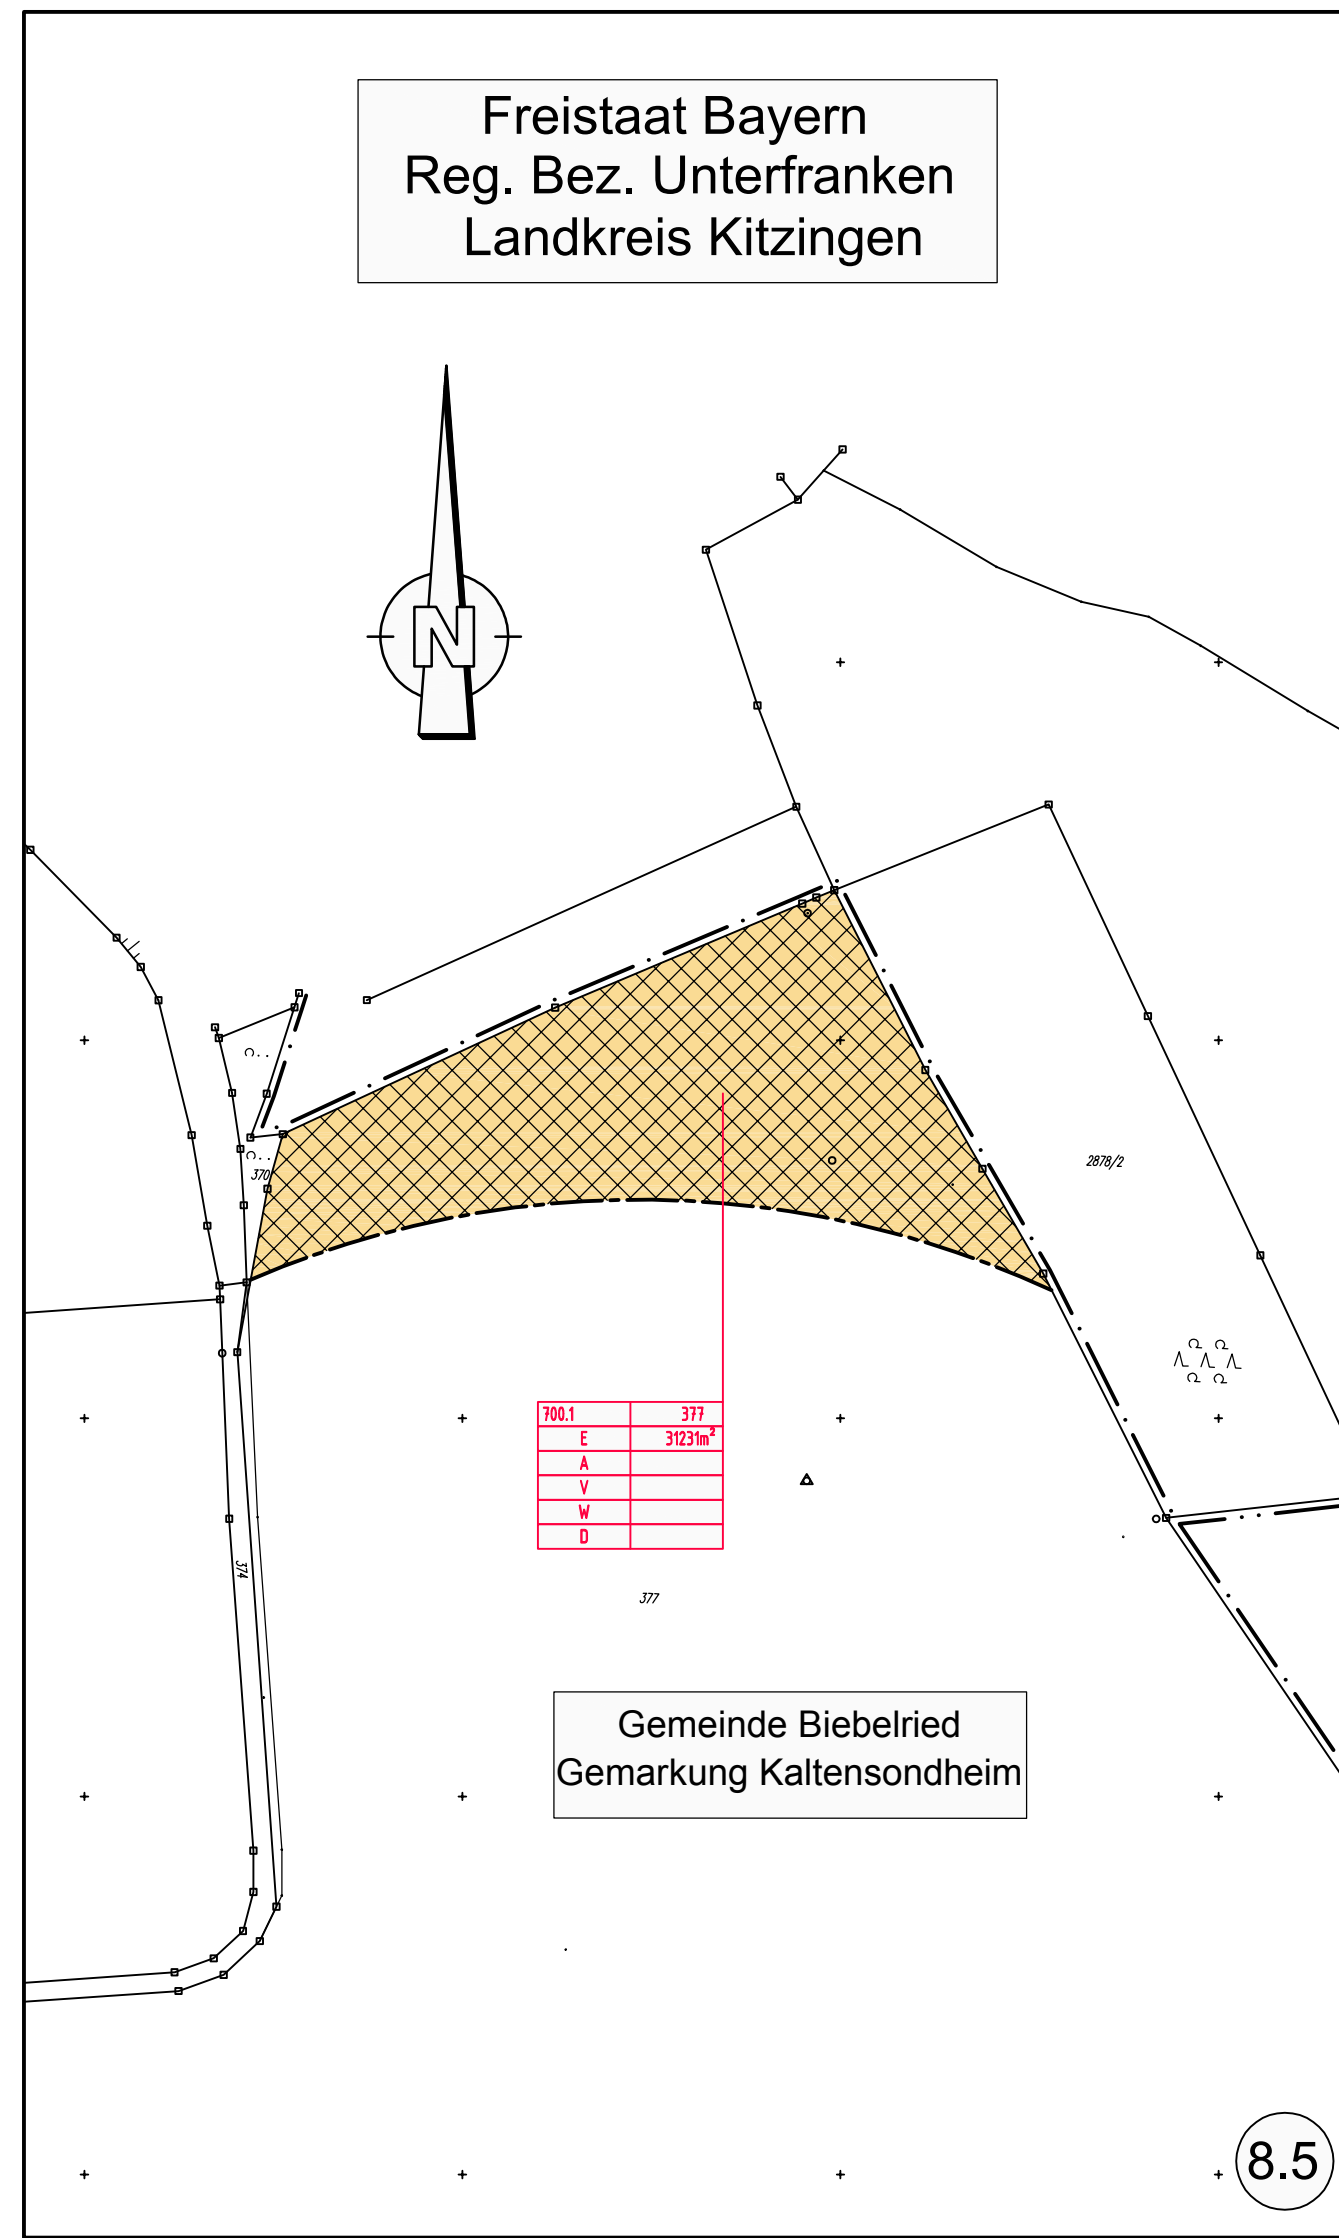 Freistaat Bayern
Reg. Bez. Unterfranken
Landkreis Kitzingen
N
370
2878/2
700.1 377
E 31231m²
A
V
W
D
374
377
Gemeinde Biebelried
Gemarkung Kaltensondheim
8.5